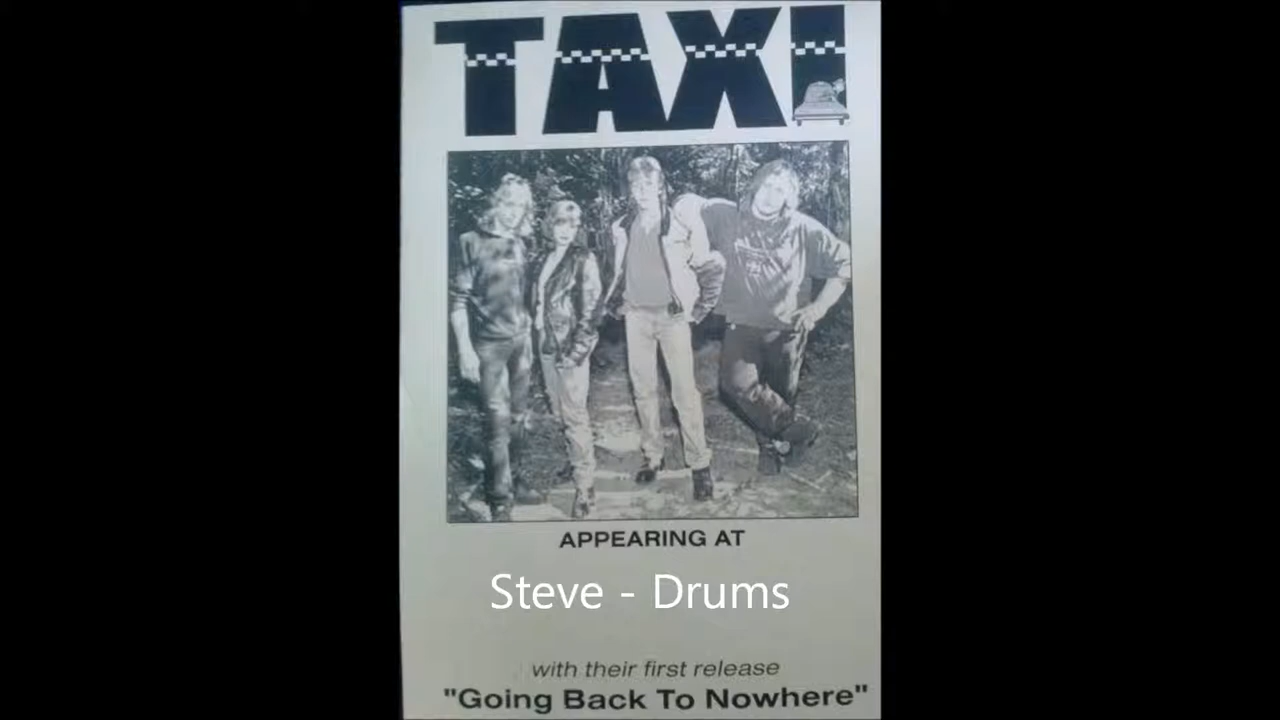 TAXI
APPEARING AT
Steve - Drums
with their first release
"Going Back To Nowhere"